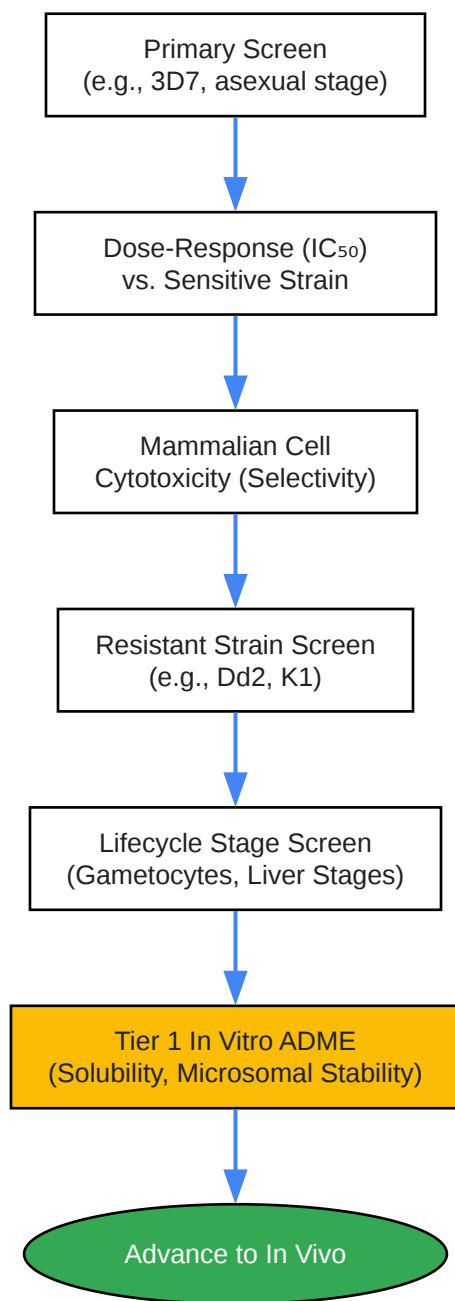 Primary Screen
(e.g., 3D7, asexual stage)
Dose-Response (IC₅₀)
vs. Sensitive Strain
Mammalian Cell
Cytotoxicity (Selectivity)
Resistant Strain Screen
(e.g., Dd2, K1)
Lifecycle Stage Screen
(Gametocytes, Liver Stages)
Tier 1 In Vitro ADME
(Solubility, Microsomal Stability)
Advance to In Vivo